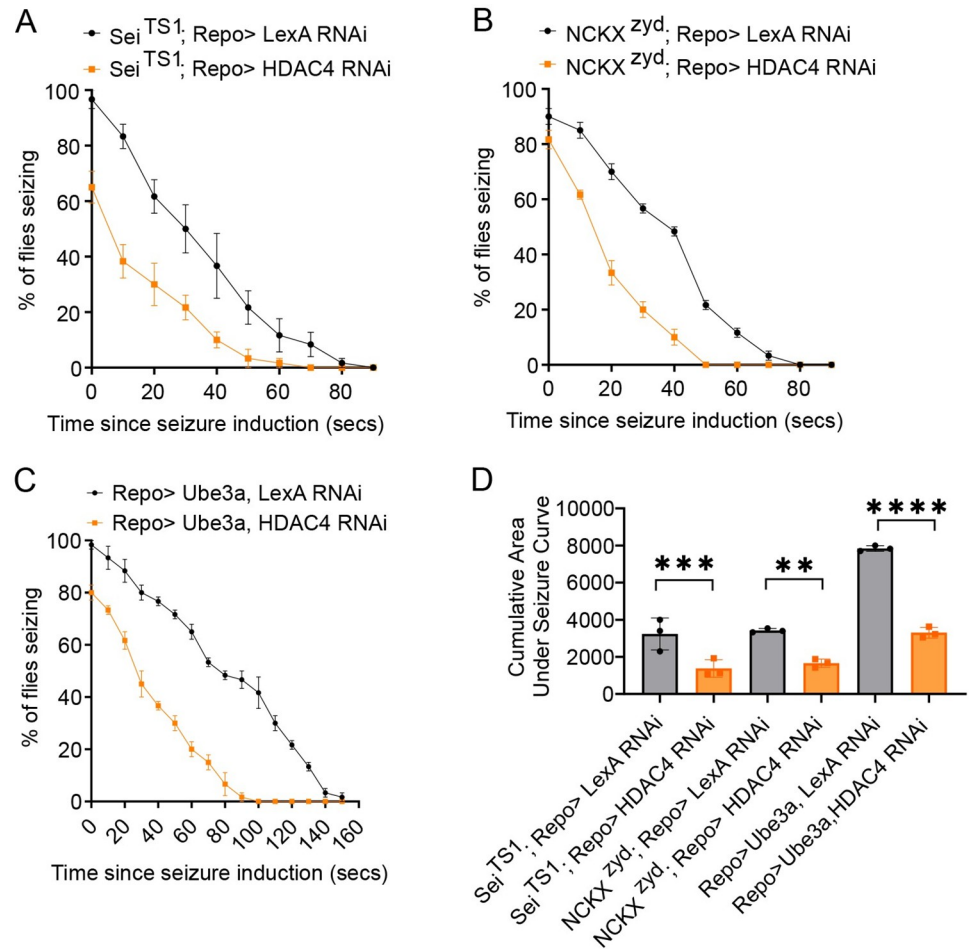 A
Sei TS1; Repo> LexA RNAi
Sei TS1; Repo> HDAC4 RNAi
100
80
60
40
20
0
% of flies seizing
0 20 40 60 80
Time since seizure induction (secs)
B
NCKX zyd; Repo> LexA RNAi
NCKX zyd; Repo> HDAC4 RNAi
100
80
60
40
20
0
% of flies seizing
0 20 40 60 80
Time since seizure induction (secs)
C
Repo> Ube3a, LexA RNAi
Repo> Ube3a, HDAC4 RNAi
100
80
60
40
20
0
% of flies seizing
0 20 40 60 80 100 120 140 160
Time since seizure induction (secs)
D
10000
8000
6000
4000
2000
0
Cumulative Area
Under Seizure Curve
*** ** ****
Sei TS1; Repo> LexA RNAi
Sei TS1; Repo> HDAC4 RNAi
NCKX zyd; Repo> LexA RNAi
NCKX zyd; Repo> HDAC4 RNAi
Repo> Ube3a, LexA RNAi
Repo> Ube3a,HDAC4 RNAi